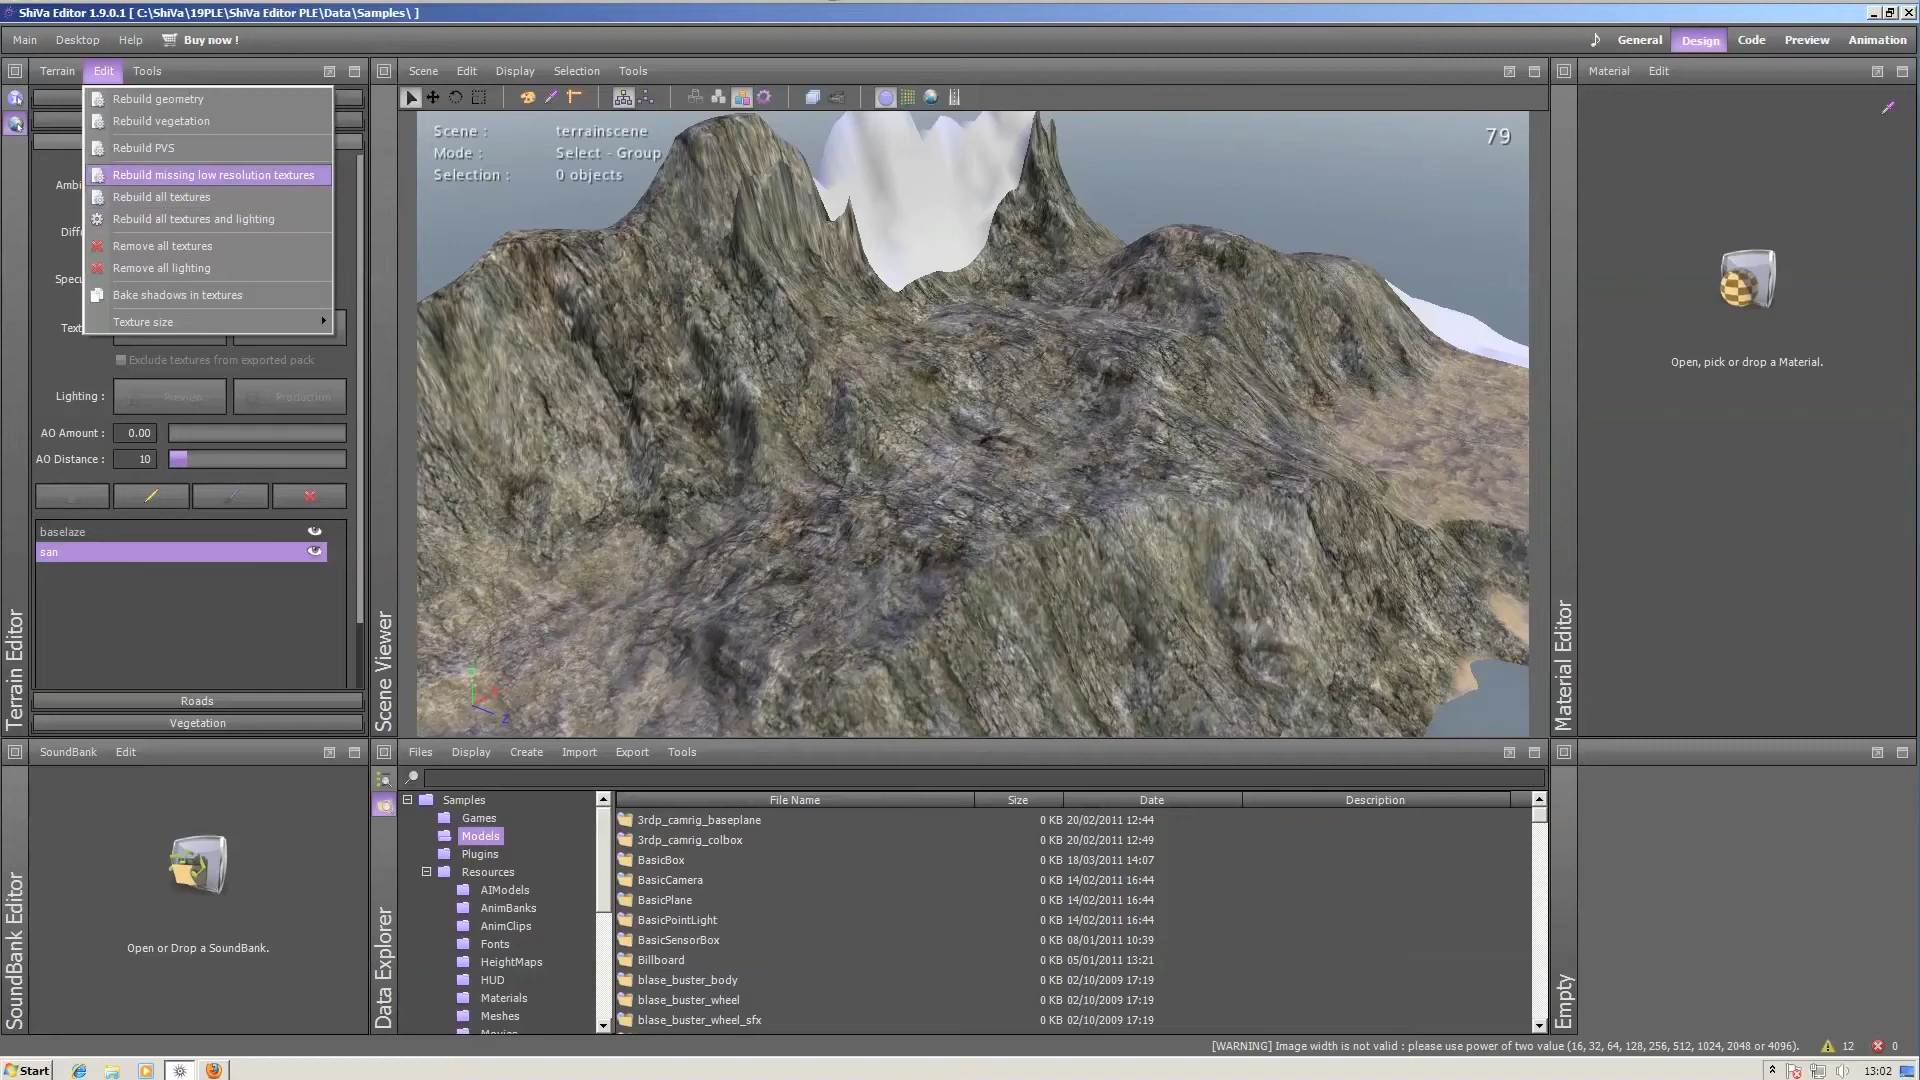 ShiVa Editor 1.9.0.1 [ C:\ShiVa\19PLE\ShiVa Editor PLE\Data\Samples\ ]
Main Desktop Help Buy now ! General Design Code Preview Animation
Terrain Edit Tools
Rebuild geometry
Rebuild vegetation
Rebuild PVS
Rebuild missing low resolution textures
Rebuild all textures
Rebuild all textures and lighting
Remove all textures
Remove all lighting
Bake shadows in textures
Texture size
Ambi
Diff
Specu
Text
Exclude textures from exported pack
Lighting : Preview Production
AO Amount : 0.00
AO Distance : 10
baselaze
san
Roads
Vegetation
Terrain Editor
Scene Edit Display Selection Tools
Scene : terrainscene
Mode : Select - Group
Selection : 0 objects
79
Z
Scene Viewer
Material Edit
Open, pick or drop a Material.
Material Editor
SoundBank Edit
Open or Drop a SoundBank.
SoundBank Editor
Files Display Create Import Export Tools
Samples
Games
Models
Plugins
Resources
AIModels
AnimBanks
AnimClips
Fonts
HeightMaps
HUD
Materials
Meshes
Movies
Data Explorer
File Name Size Date Description
3rdp_camrig_baseplane 0 KB 20/02/2011 12:44
3rdp_camrig_colbox 0 KB 20/02/2011 12:49
BasicBox 0 KB 18/03/2011 14:07
BasicCamera 0 KB 14/02/2011 16:44
BasicPlane 0 KB 14/02/2011 16:44
BasicPointLight 0 KB 14/02/2011 16:44
BasicSensorBox 0 KB 08/01/2011 10:39
Billboard 0 KB 05/01/2011 13:21
blase_buster_body 0 KB 02/10/2009 17:19
blase_buster_wheel 0 KB 02/10/2009 17:19
blase_buster_wheel_sfx 0 KB 02/10/2009 17:19
Empty
[WARNING] Image width is not valid : please use power of two value (16, 32, 64, 128, 256, 512, 1024, 2048 or 4096). 12 0
Start 13:02